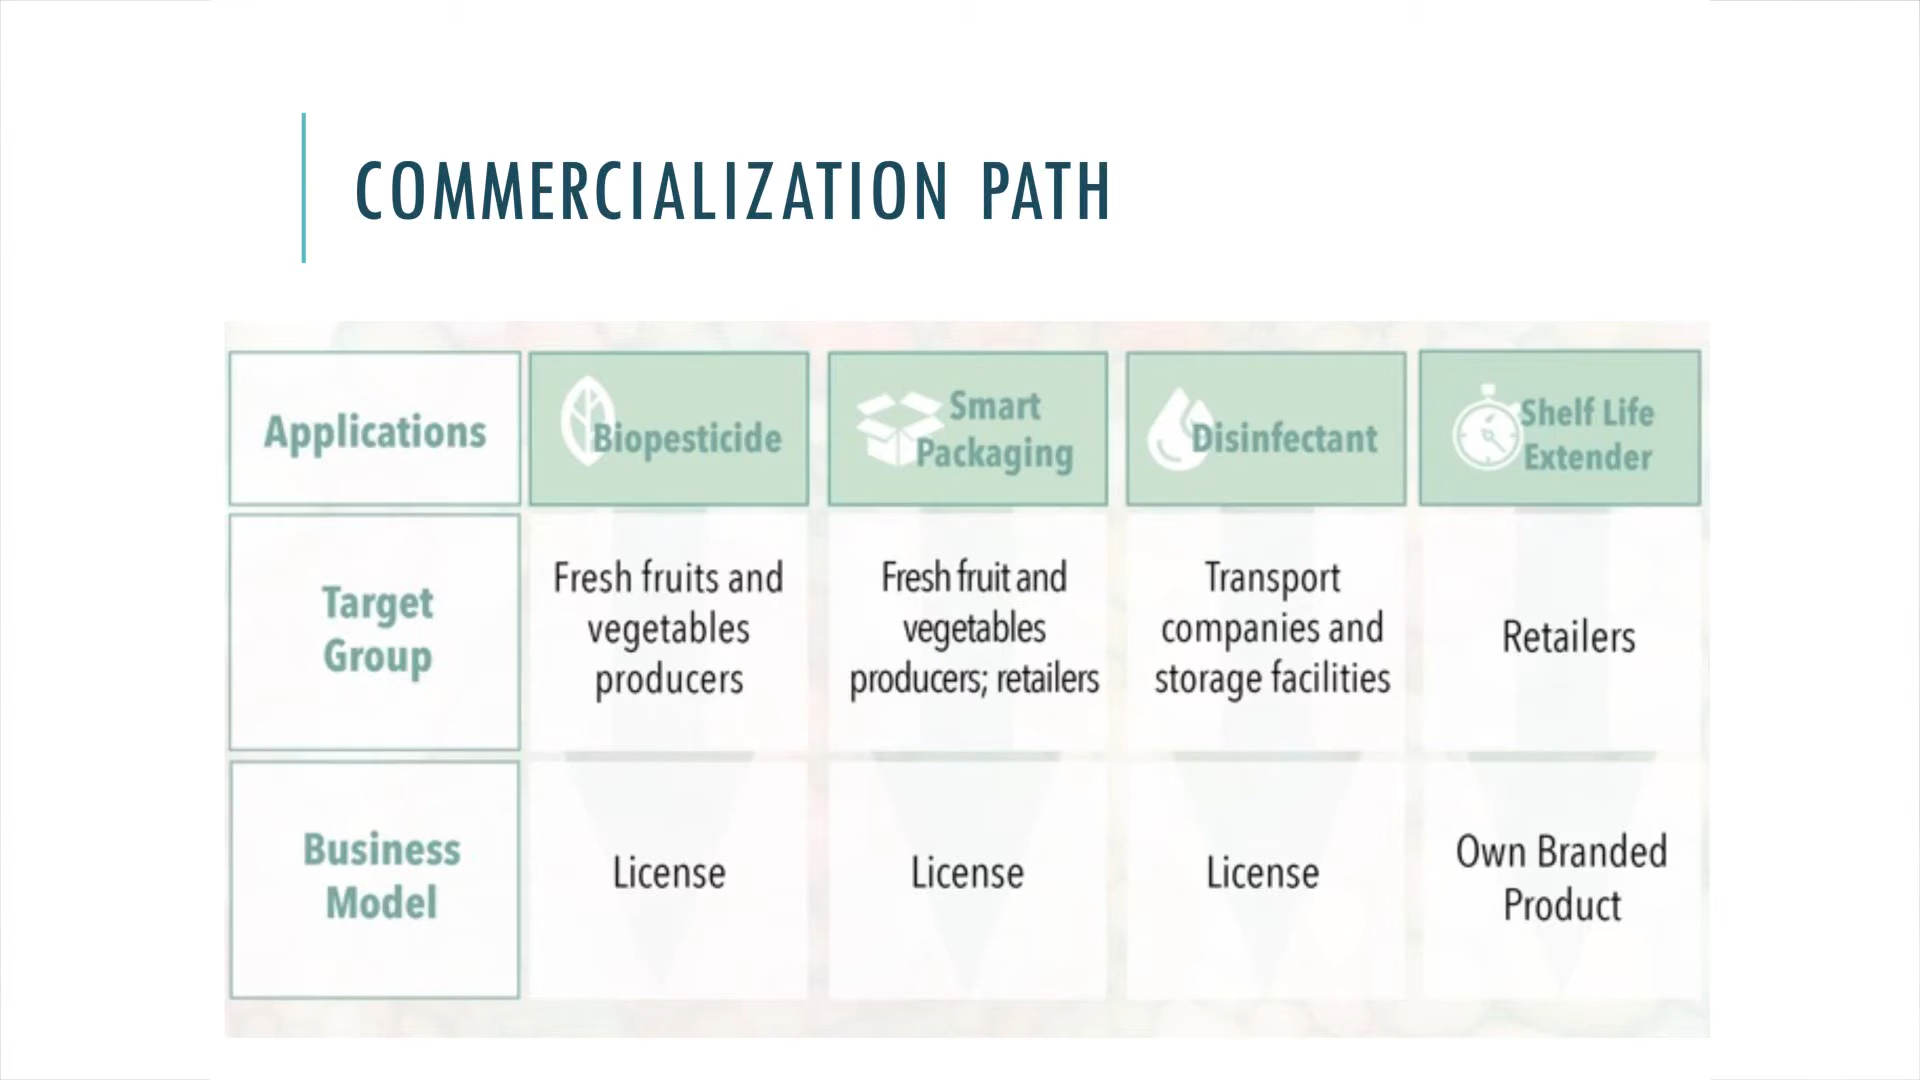 COMMERCIALIZATION PATH
Applications
Biopesticide
Smart
Packaging
Disinfectant
Shelf Life
Extender
Target
Group
Fresh fruits and
vegetables
producers
Fresh fruit and
vegetables
producers; retailers
Transport
companies and
storage facilities
Retailers
Business
Model
License
License
License
Own Branded
Product